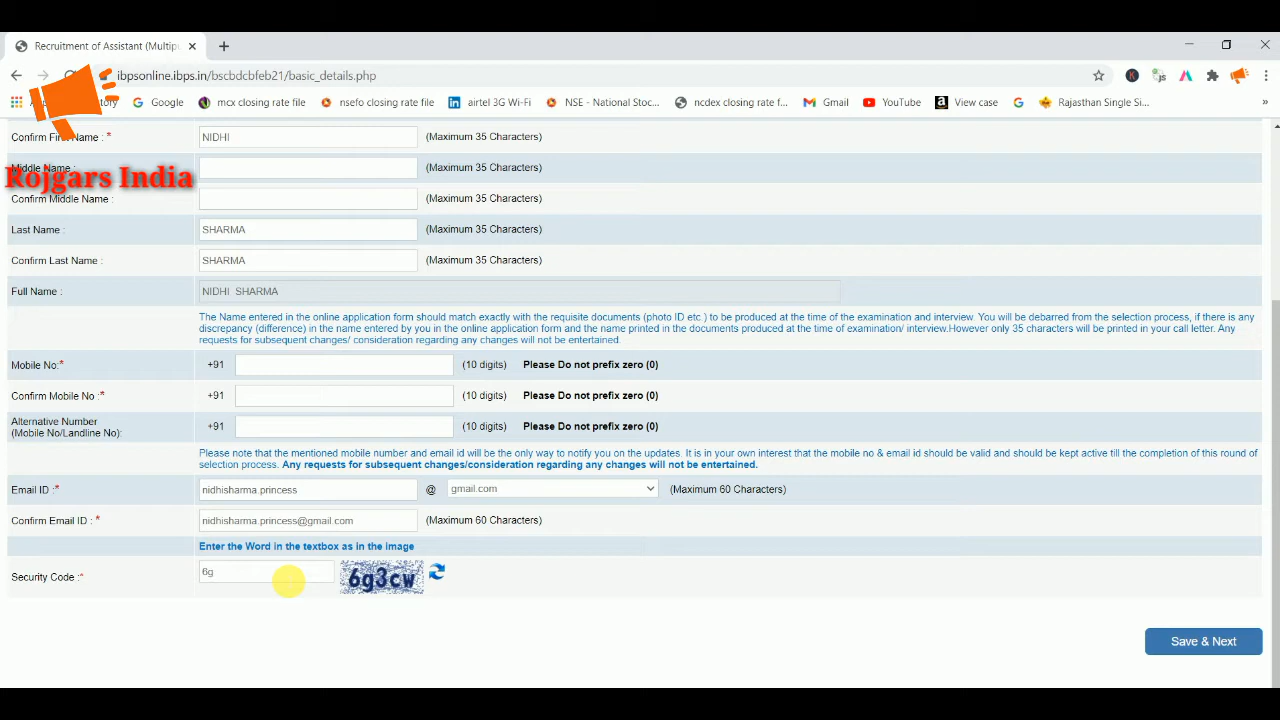 Recruitment of Assistant (Multipu
ibpsonline.ibps.in/bscbdcbfeb21/basic_details.php
Google
mcx closing rate file
nsefo closing rate file
airtel 3G Wi-Fi
NSE - National Stoc...
ncdex closing rate f...
Gmail
YouTube
View case
Rajasthan Single Si...
»
Confirm First Name : *
NIDHI
(Maximum 35 Characters)
Middle Name :
(Maximum 35 Characters)
Rojgars India
Confirm Middle Name :
(Maximum 35 Characters)
Last Name :
SHARMA
(Maximum 35 Characters)
Confirm Last Name :
SHARMA
(Maximum 35 Characters)
Full Name :
NIDHI SHARMA
The Name entered in the online application form should match exactly with the requisite documents (photo ID etc.) to be produced at the time of the examination and interview. You will be debarred from the selection process, if there is any
discrepancy (difference) in the name entered by you in the online application form and the name printed in the documents produced at the time of examination/ interview.However only 35 characters will be printed in your call letter. Any
requests for subsequent changes/ consideration regarding any changes will not be entertained.
Mobile No:*
+91
(10 digits)
Please Do not prefix zero (0)
Confirm Mobile No :*
+91
(10 digits)
Please Do not prefix zero (0)
Alternative Number
(Mobile No/Landline No):
+91
(10 digits)
Please Do not prefix zero (0)
Please note that the mentioned mobile number and email id will be the only way to notify you on the updates. It is in your own interest that the mobile no & email id should be valid and should be kept active till the completion of this round of
selection process. Any requests for subsequent changes/consideration regarding any changes will not be entertained.
Email ID :*
nidhisharma.princess
@
gmail.com
(Maximum 60 Characters)
Confirm Email ID : *
nidhisharma.princess@gmail.com
(Maximum 60 Characters)
Enter the Word in the textbox as in the image
Security Code :*
6g
6g3cw
Save & Next